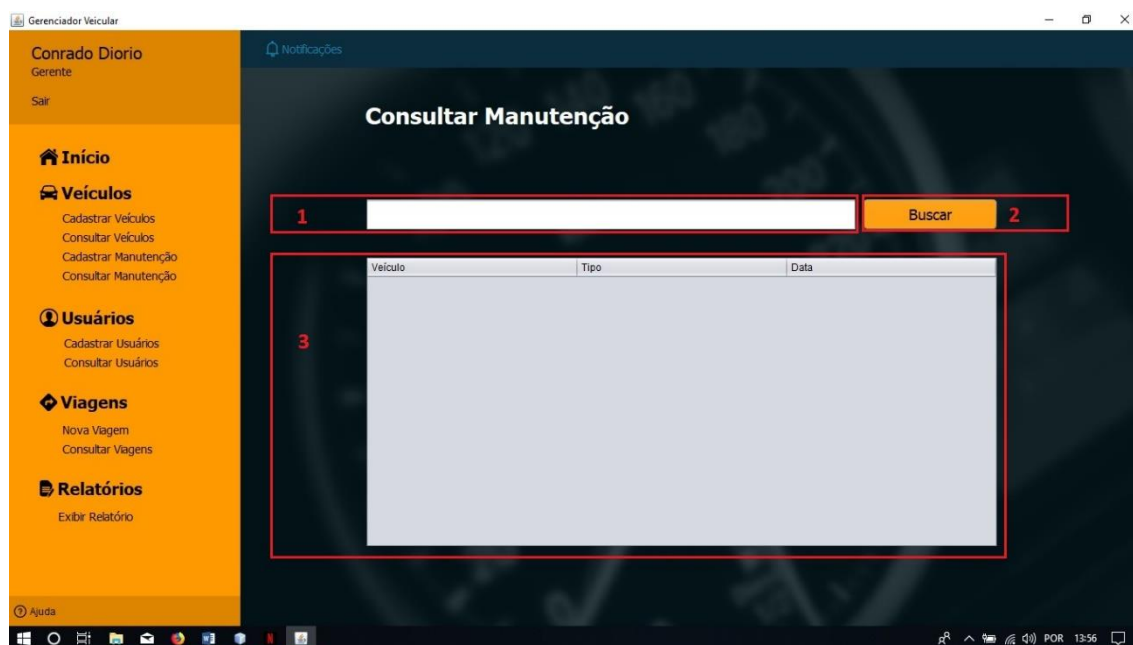 Gerenciador Veicular
Conrado Diorio
Gerente
Sair
Notificações
Consultar Manutenção
Início
Veículos
Cadastrar Veículos
Consultar Veículos
Cadastrar Manutenção
Consultar Manutenção
Usuários
Cadastrar Usuários
Consultar Usuários
Viagens
Nova Viagem
Consultar Viagens
Relatórios
Exibir Relatório
Ajuda
1
Buscar 2
Veículo Tipo Data
3
POR 13:56